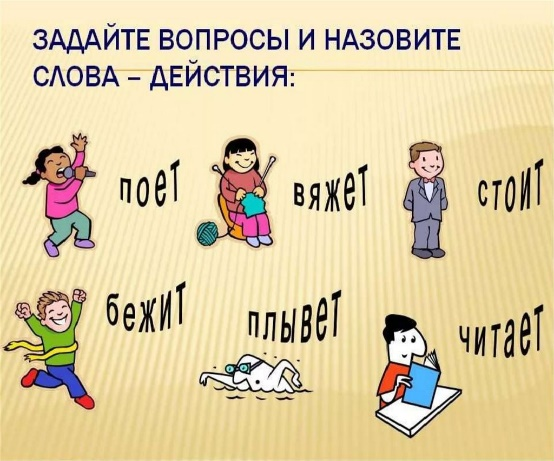 ЗАДАЙТЕ ВОПРОСЫ И НАЗОВИТЕ
СЛОВА – ДЕЙСТВИЯ:
поет
вяжет
стоит
бежит
плывет
читает